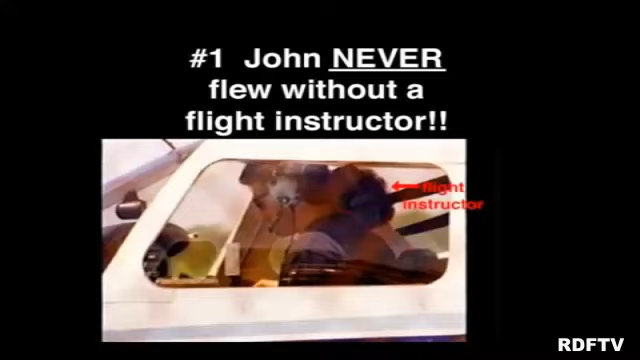 #1 John NEVER
flew without a
flight instructor!!
flight
instructor
RDFTV